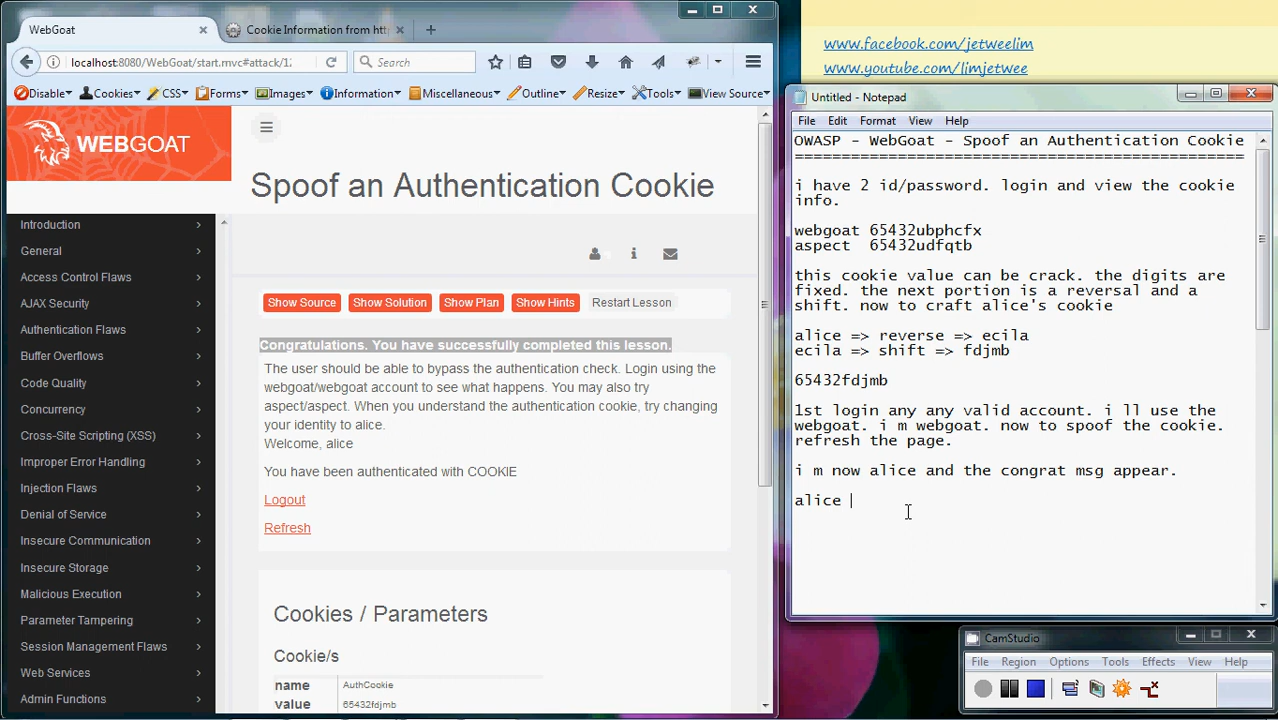 WebGoat
Cookie Information from htt
localhost:8080/WebGoat/start.mvc#attack/12
Search
Disable
Cookies
CSS
Forms
Images
Information
Miscellaneous
Outline
Resize
Tools
View Source
WEBGOAT
Spoof an Authentication Cookie
Introduction
General
Access Control Flaws
AJAX Security
Authentication Flaws
Buffer Overflows
Code Quality
Concurrency
Cross-Site Scripting (XSS)
Improper Error Handling
Injection Flaws
Denial of Service
Insecure Communication
Insecure Storage
Malicious Execution
Parameter Tampering
Session Management Flaws
Web Services
Admin Functions
Show Source Show Solution Show Plan Show Hints Restart Lesson
Congratulations. You have successfully completed this lesson.
The user should be able to bypass the authentication check. Login using the
webgoat/webgoat account to see what happens. You may also try
aspect/aspect. When you understand the authentication cookie, try changing
your identity to alice.
Welcome, alice
You have been authenticated with COOKIE
Logout
Refresh
Cookies / Parameters
Cookie/s
name AuthCookie
value 65432fdjmb
www.facebook.com/jetweelim
www.youtube.com/limjetwee
Untitled - Notepad
File Edit Format View Help
OWASP - WebGoat - Spoof an Authentication Cookie
================================================
i have 2 id/password. login and view the cookie
info.
webgoat 65432ubphcfx
aspect  65432udfqtb
this cookie value can be crack. the digits are
fixed. the next portion is a reversal and a
shift. now to craft alice's cookie
alice => reverse => ecila
ecila => shift => fdjmb
65432fdjmb
1st login any any valid account. i ll use the
webgoat. i m webgoat. now to spoof the cookie.
refresh the page.
i m now alice and the congrat msg appear.
alice
CamStudio
File Region Options Tools Effects View Help